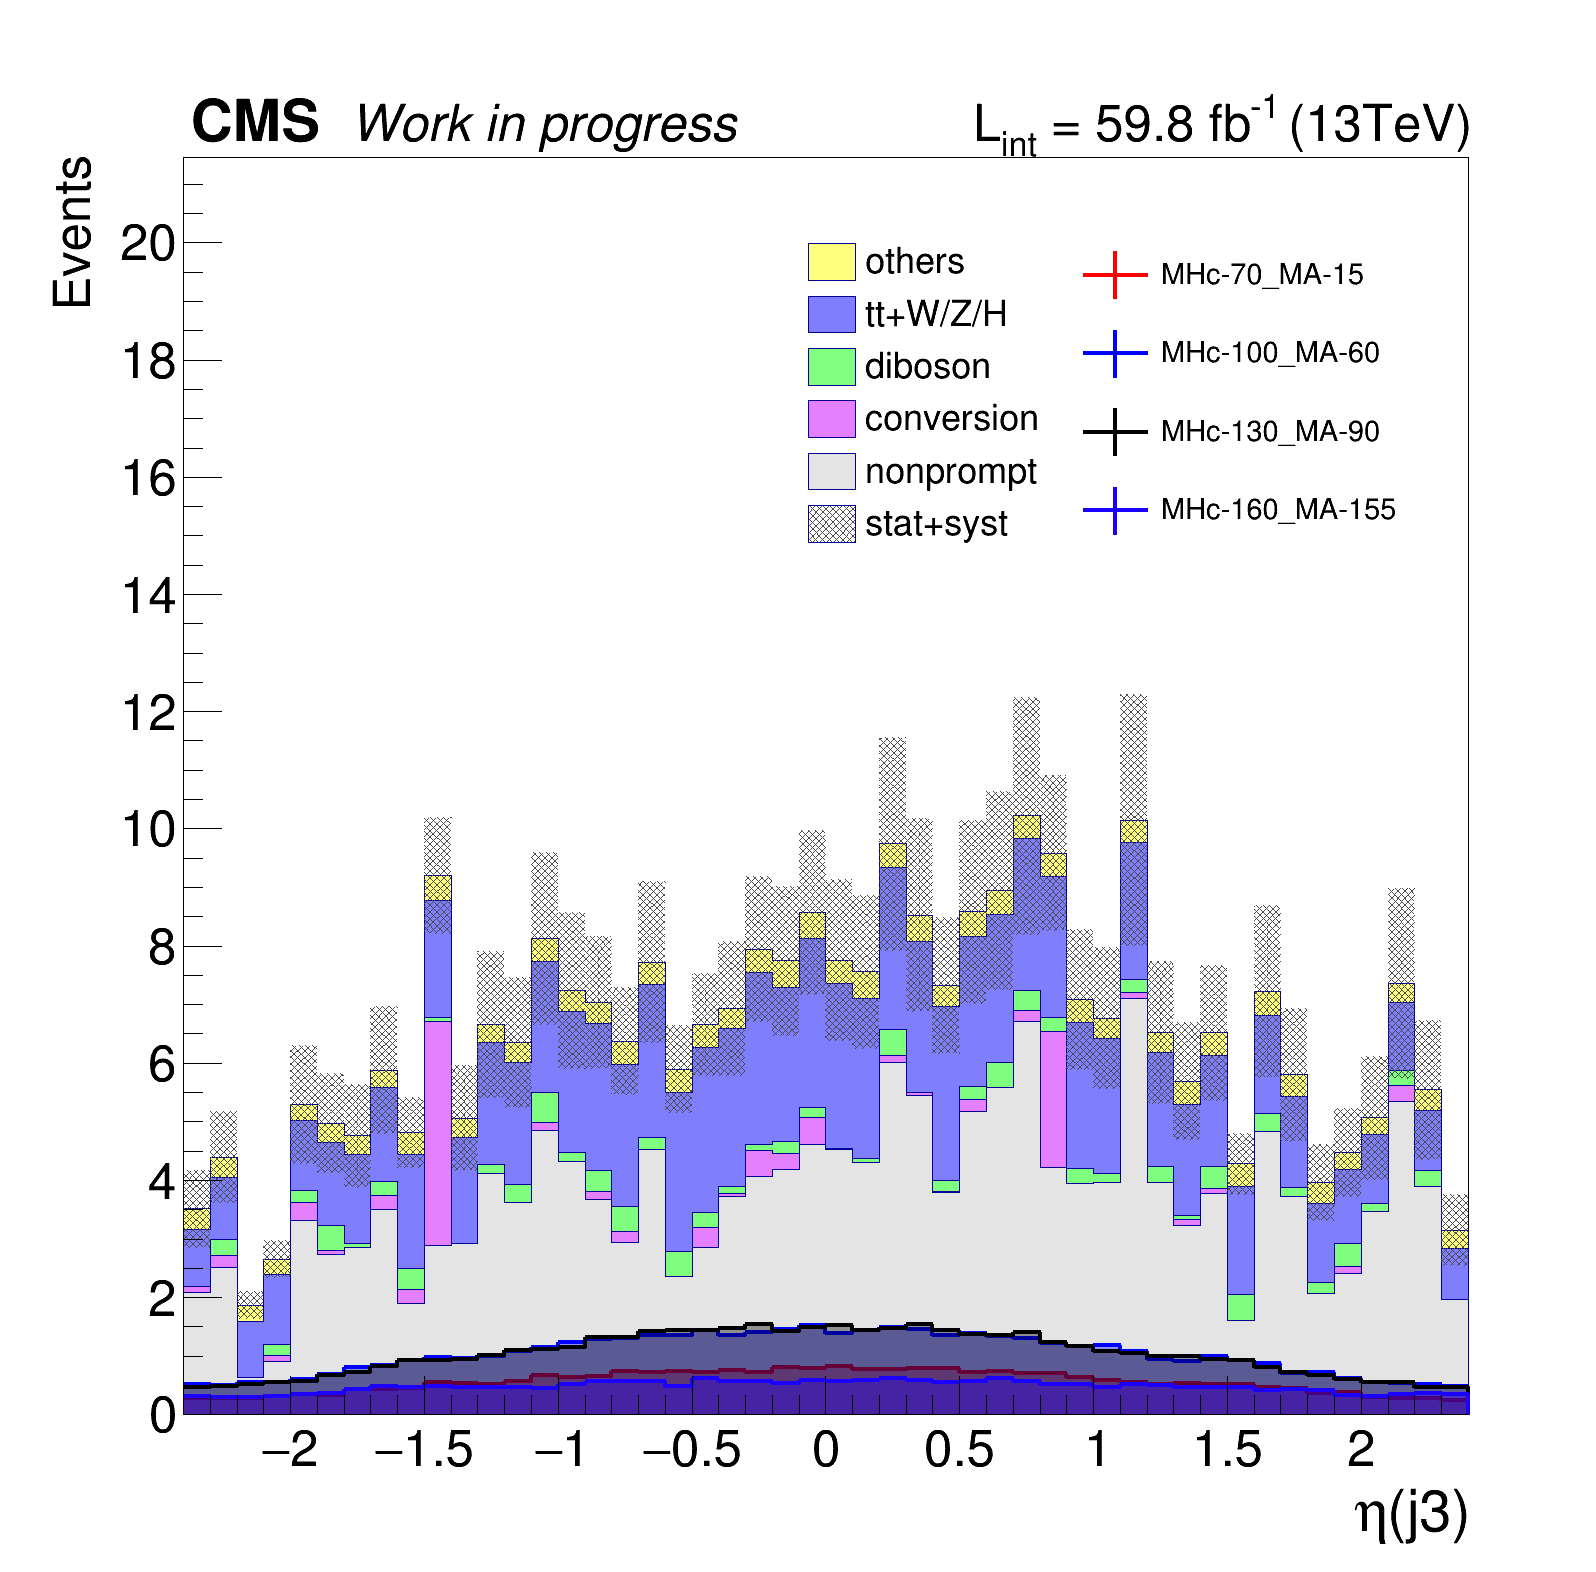 CMS Work in progress
L_int = 59.8 fb^-1 (13TeV)
Events
20
18
16
14
12
10
8
6
4
2
0
others
tt+W/Z/H
diboson
conversion
nonprompt
stat+syst
MHc-70_MA-15
MHc-100_MA-60
MHc-130_MA-90
MHc-160_MA-155
−2 −1.5 −1 −0.5 0 0.5 1 1.5 2
η(j3)